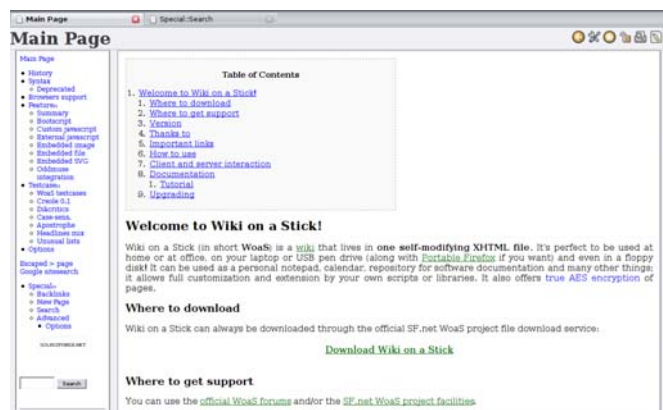 Main Page
Special::Search
Main Page
Main Page
History
Syntax
Deprecated
Browsers support
Features
Summary
Bootscript
Custom javascript
External javascript
Embedded image
Embedded file
Embedded SVG
Oddmuse
integration
Testcases
WoaS testcases
Creole 0.1
Diacritics
Case-sens.
Apostrophe
Headlines mix
Unusual lists
Options
Escaped > page
Google sitesearch
Special::
Backlinks
New Page
Search
Advanced
Options
SOURCEFORGE.NET
Search
Table of Contents
1. Welcome to Wiki on a Stick!
1. Where to download
2. Where to get support
3. Version
4. Thanks to
5. Important links
6. How to use
7. Client and server interaction
8. Documentation
1. Tutorial
9. Upgrading
Welcome to Wiki on a Stick!
Wiki on a Stick (in short WoaS) is a wiki that lives in one self-modifying XHTML file. It's perfect to be used at
home or at office, on your laptop or USB pen drive (along with Portable Firefox if you want) and even in a floppy
disk! It can be used as a personal notepad, calendar, repository for software documentation and many other things;
it allows full customization and extension by your own scripts or libraries. It also offers true AES encryption of
pages.
Where to download
Wiki on a Stick can always be downloaded through the official SF.net WoaS project file download service:
Download Wiki on a Stick
Where to get support
You can use the official WoaS forums and/or the SF.net WoaS project facilities.